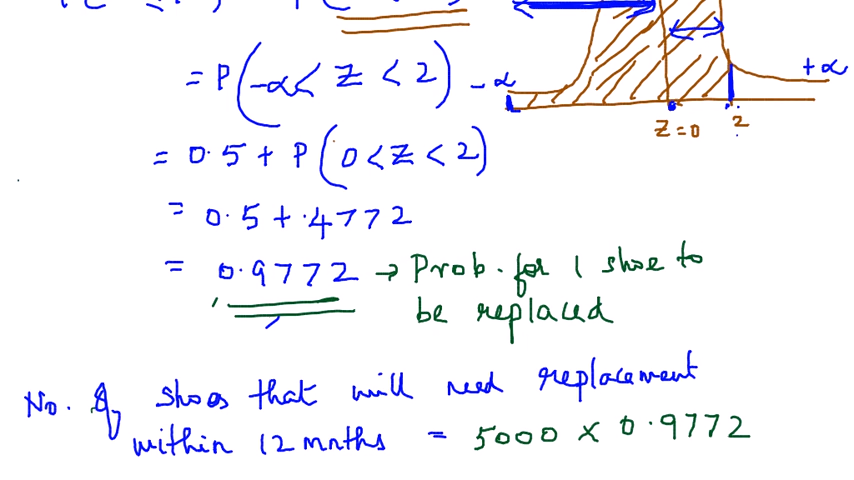 = P(-α < Z < 2)
-α
+α
Z = 0
2
= 0.5 + P(0 < Z < 2)
= 0.5 + .4772
= 0.9772 → Prob. for 1 shoe to
be replaced
No. of shoes that will need replacement
within 12 mnths = 5000 × 0.9772